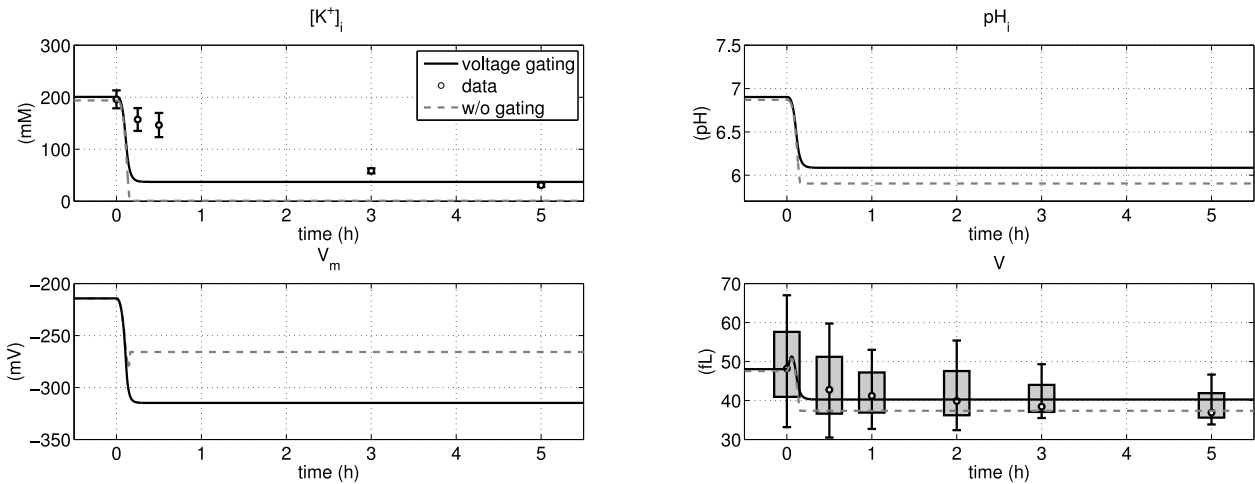 [K⁺]ᵢ
300
200
100
0
(mM)
0 1 2 3 4 5
time (h)
voltage gating
data
w/o gating
pHᵢ
7.5
7
6.5
6
(pH)
0 1 2 3 4 5
time (h)
Vₘ
−200
−250
−300
−350
(mV)
0 1 2 3 4 5
time (h)
V
70
60
50
40
30
(fL)
0 1 2 3 4 5
time (h)